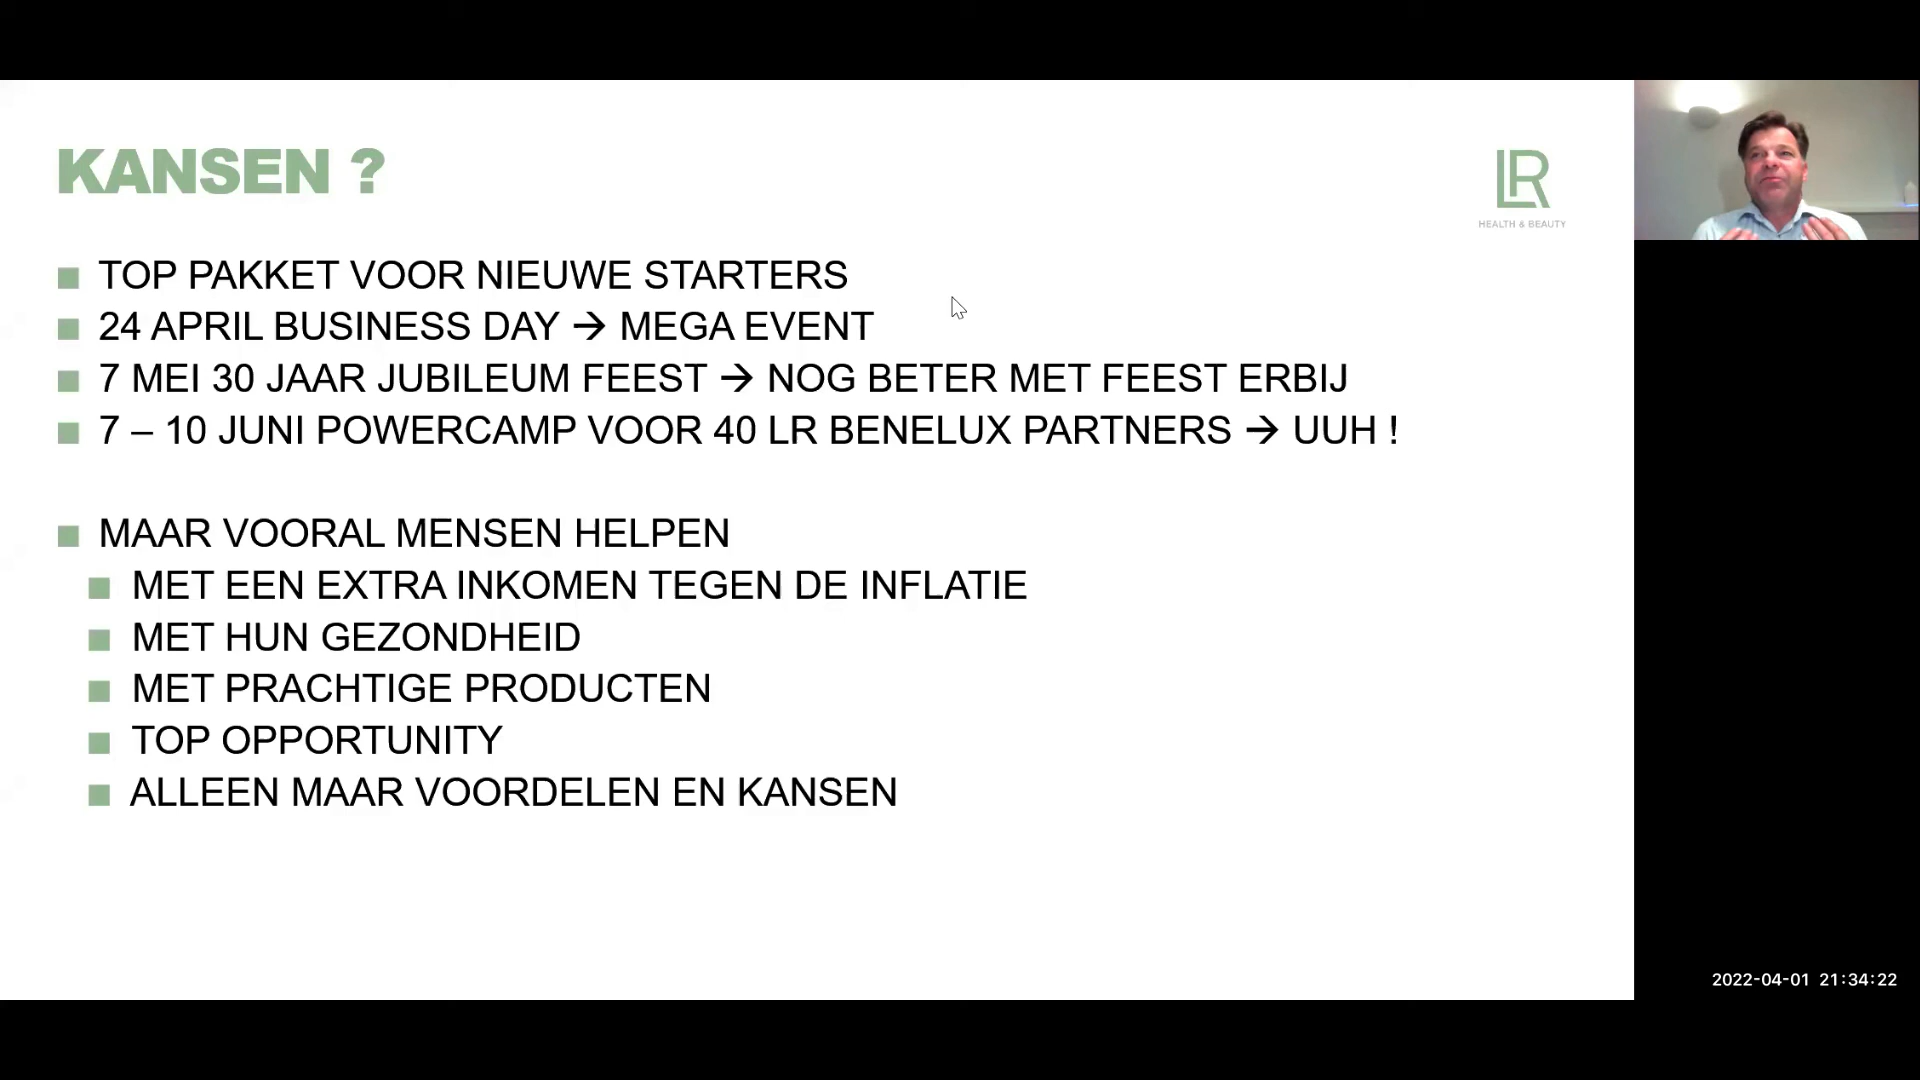 KANSEN ?
LR
HEALTH & BEAUTY
TOP PAKKET VOOR NIEUWE STARTERS
24 APRIL BUSINESS DAY → MEGA EVENT
7 MEI 30 JAAR JUBILEUM FEEST → NOG BETER MET FEEST ERBIJ
7 – 10 JUNI POWERCAMP VOOR 40 LR BENELUX PARTNERS → UUH !
MAAR VOORAL MENSEN HELPEN
MET EEN EXTRA INKOMEN TEGEN DE INFLATIE
MET HUN GEZONDHEID
MET PRACHTIGE PRODUCTEN
TOP OPPORTUNITY
ALLEEN MAAR VOORDELEN EN KANSEN
2022-04-01 21:34:22